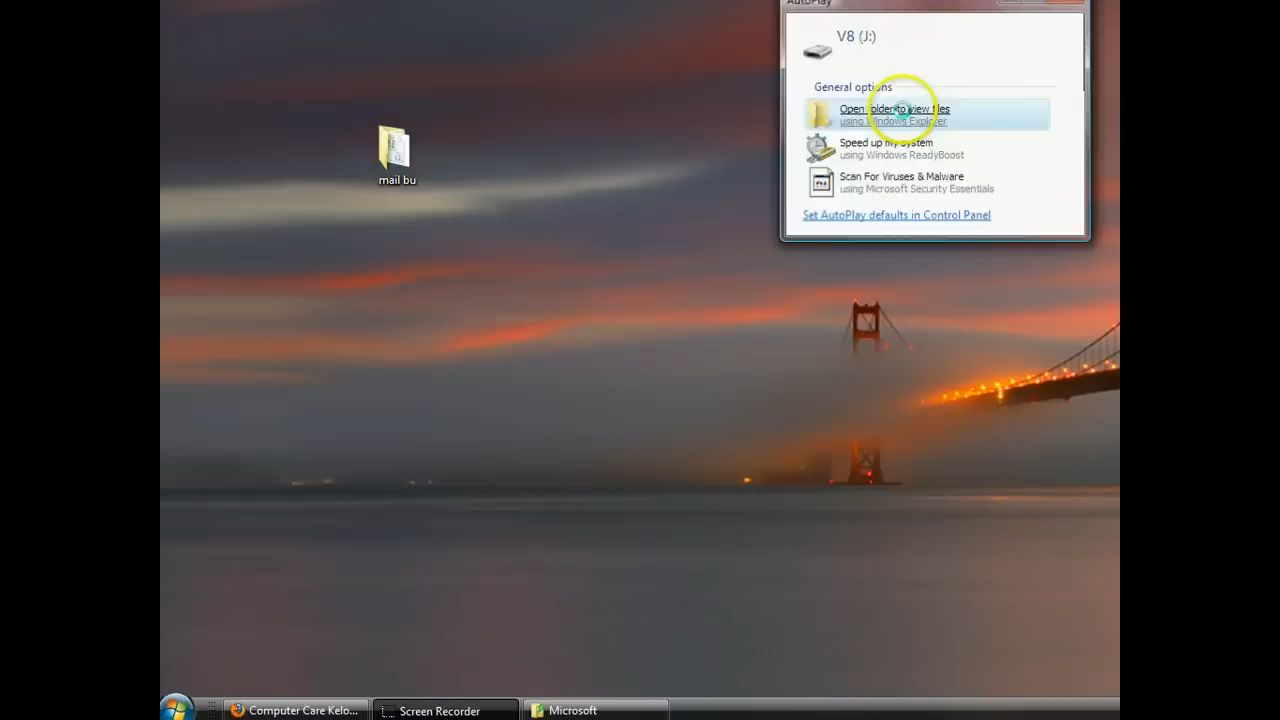 AutoPlay
V8 (J:)
General options
Open folder to view files
using Windows Explorer
Speed up my system
using Windows ReadyBoost
Scan For Viruses & Malware
using Microsoft Security Essentials
Set AutoPlay defaults in Control Panel
mail bu
Computer Care Kelo...
Screen Recorder
Microsoft